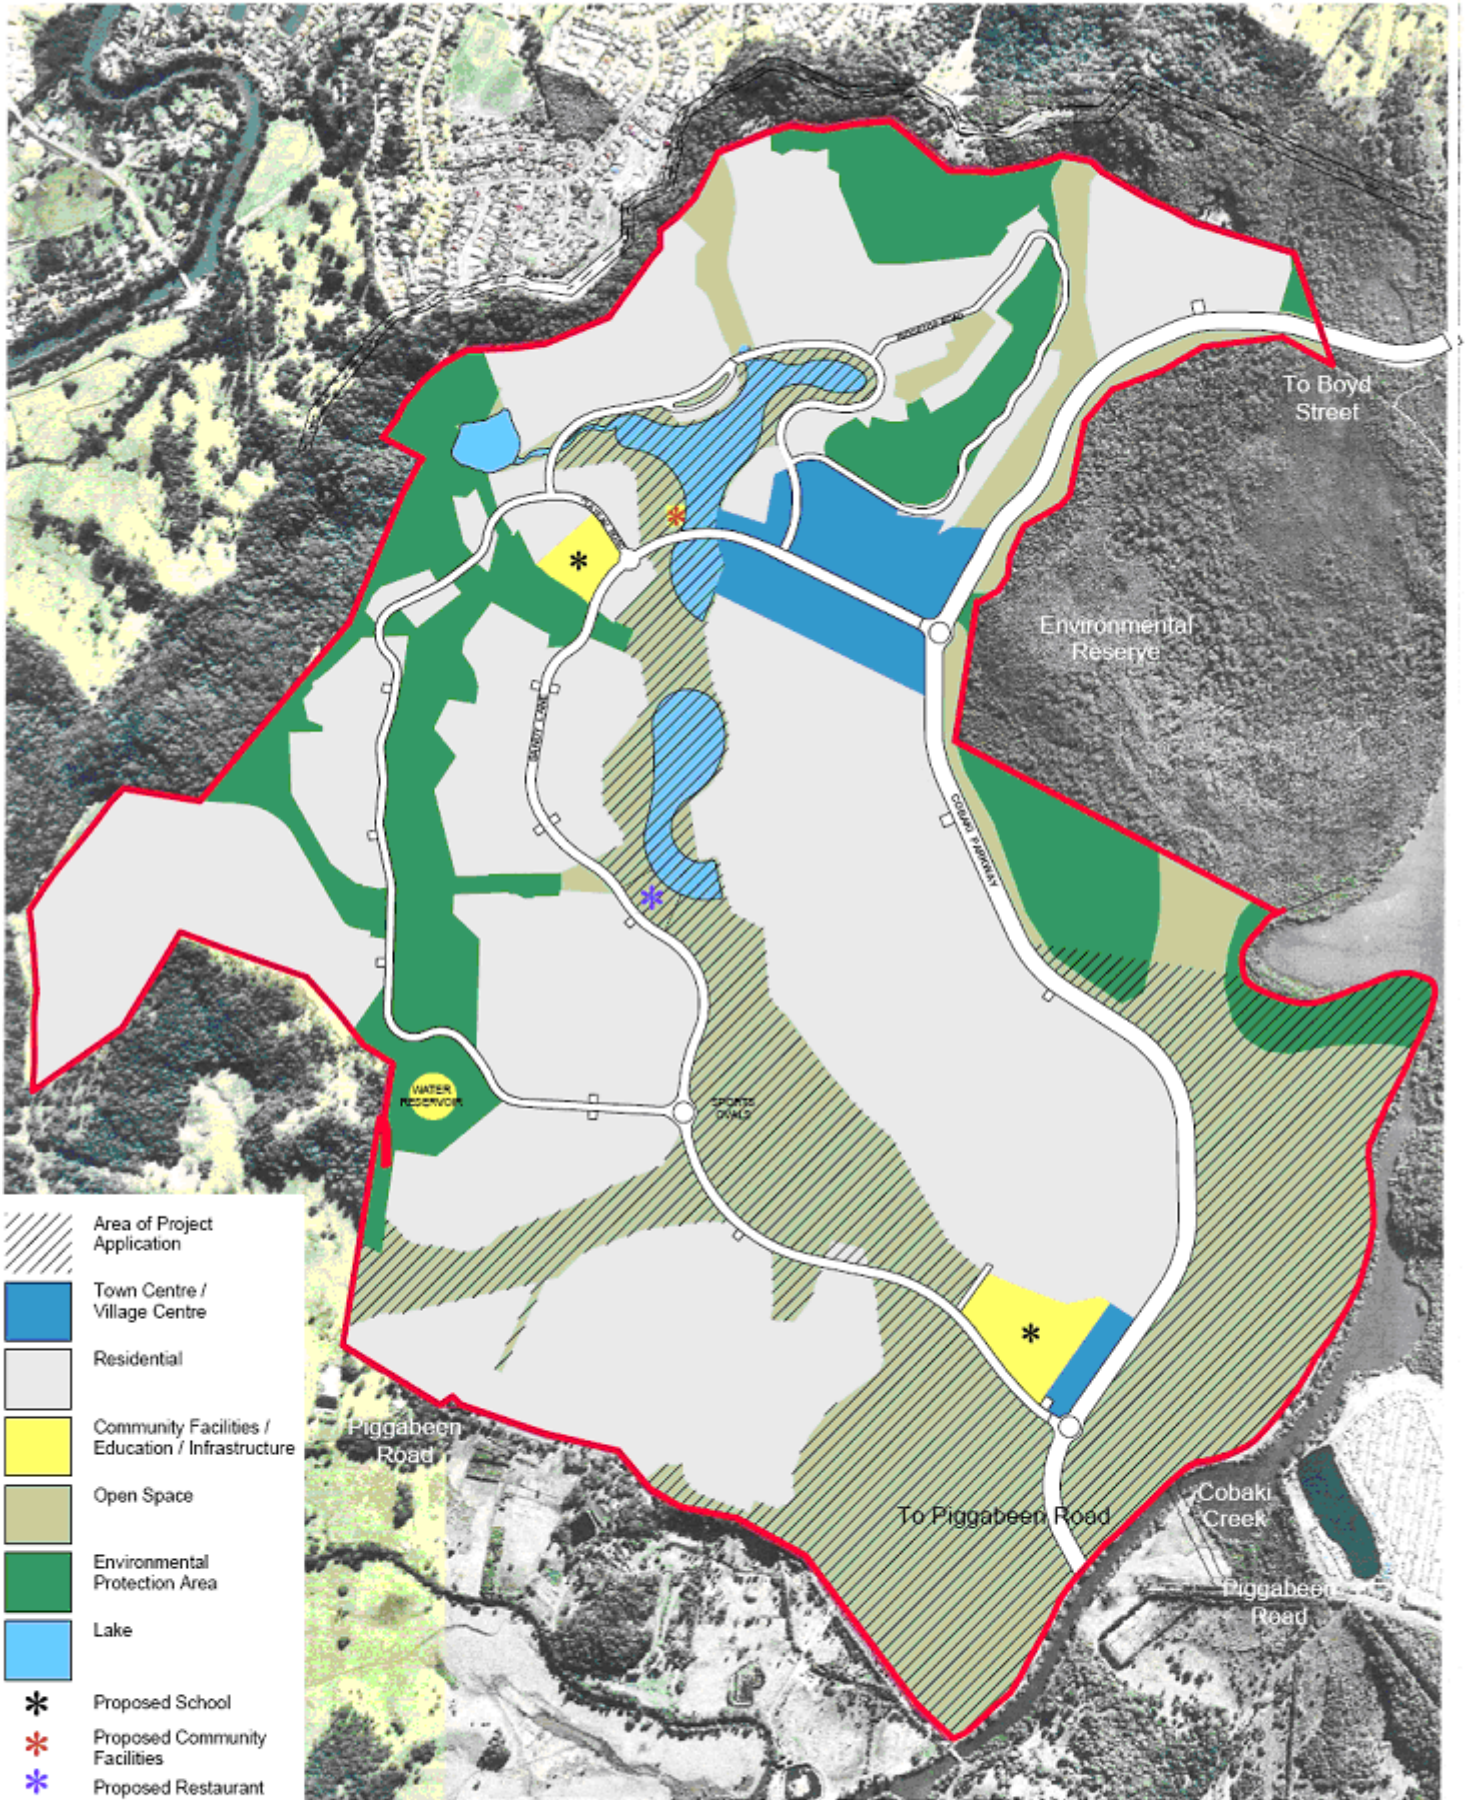 To Boyd
Street
Environmental
Reserve
SANDY LANE
COBAKI PARKWAY
WATER
RESERVOIR
SPORTS
OVALS
Area of Project
Application
Town Centre /
Village Centre
Residential
Community Facilities /
Education / Infrastructure
Open Space
Environmental
Protection Area
Lake
Proposed School
Proposed Community
Facilities
Proposed Restaurant
Piggabeen
Road
To Piggabeen Road
Cobaki
Creek
Piggabeen
Road